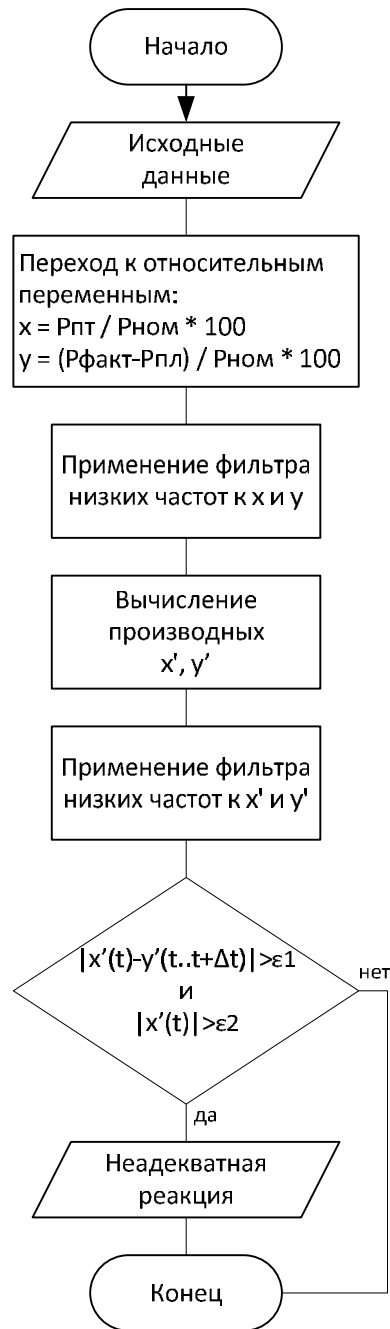 Начало
Исходные
данные
Переход к относительным
переменным:
x = Pпт / Pном * 100
y = (Pфакт-Pпл) / Pном * 100
Применение фильтра
низких частот к x и y
Вычисление
производных
x', y’
Применение фильтра
низких частот к x' и y'
|x’(t)-y’(t..t+Δt)|>ε1
и
|x’(t)|>ε2
нет
да
Неадекватная
реакция
Конец